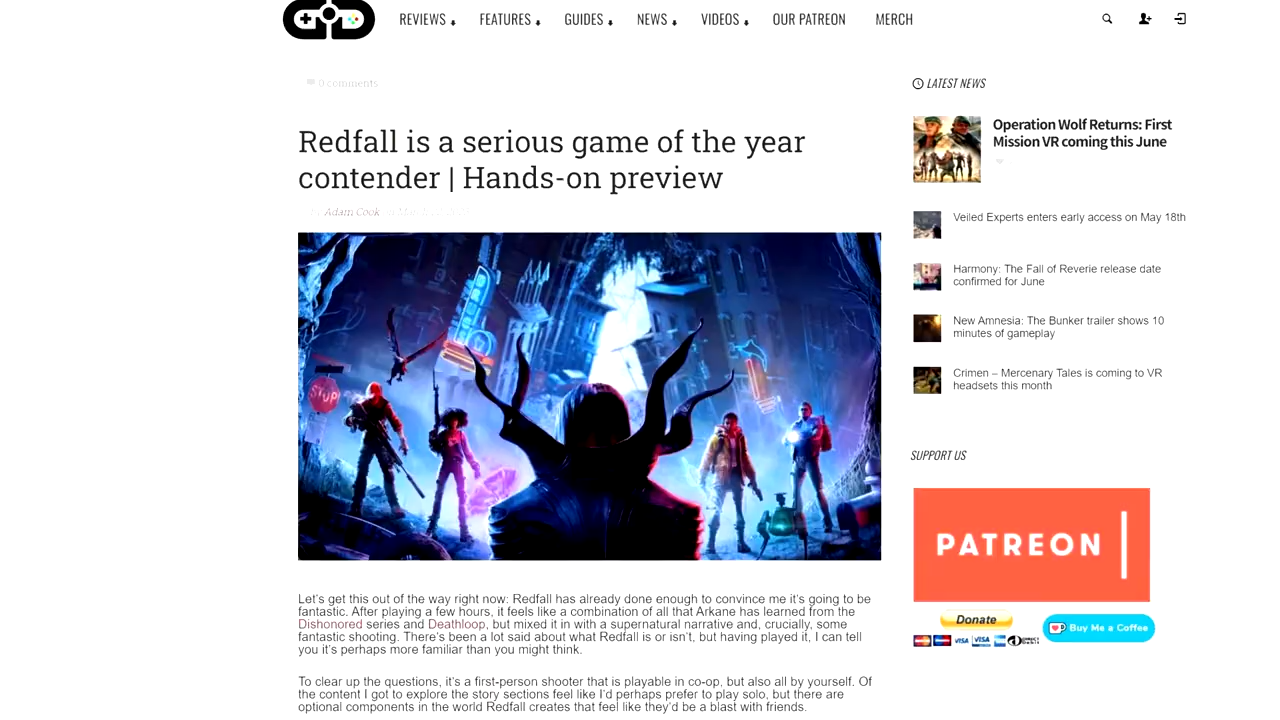 REVIEWS FEATURES GUIDES NEWS VIDEOS OUR PATREON MERCH
0 comments
Redfall is a serious game of the year
contender | Hands-on preview
Adam Cook
STOP!
Let's get this out of the way right now: Redfall has already done enough to convince me it's going to be
fantastic. After playing a few hours, it feels like a combination of all that Arkane has learned from the
Dishonored series and Deathloop, but mixed it in with a supernatural narrative and, crucially, some
fantastic shooting. There's been a lot said about what Redfall is or isn't, but having played it, I can tell
you it's perhaps more familiar than you might think.
To clear up the questions, it's a first-person shooter that is playable in co-op, but also all by yourself. Of
the content I got to explore the story sections feel like I'd perhaps prefer to play solo, but there are
optional components in the world Redfall creates that feel like they'd be a blast with friends.
LATEST NEWS
Operation Wolf Returns: First
Mission VR coming this June
Veiled Experts enters early access on May 18th
Harmony: The Fall of Reverie release date
confirmed for June
New Amnesia: The Bunker trailer shows 10
minutes of gameplay
Crimen – Mercenary Tales is coming to VR
headsets this month
SUPPORT US
PATREON
Donate
VISA VISA
Buy Me a Coffee